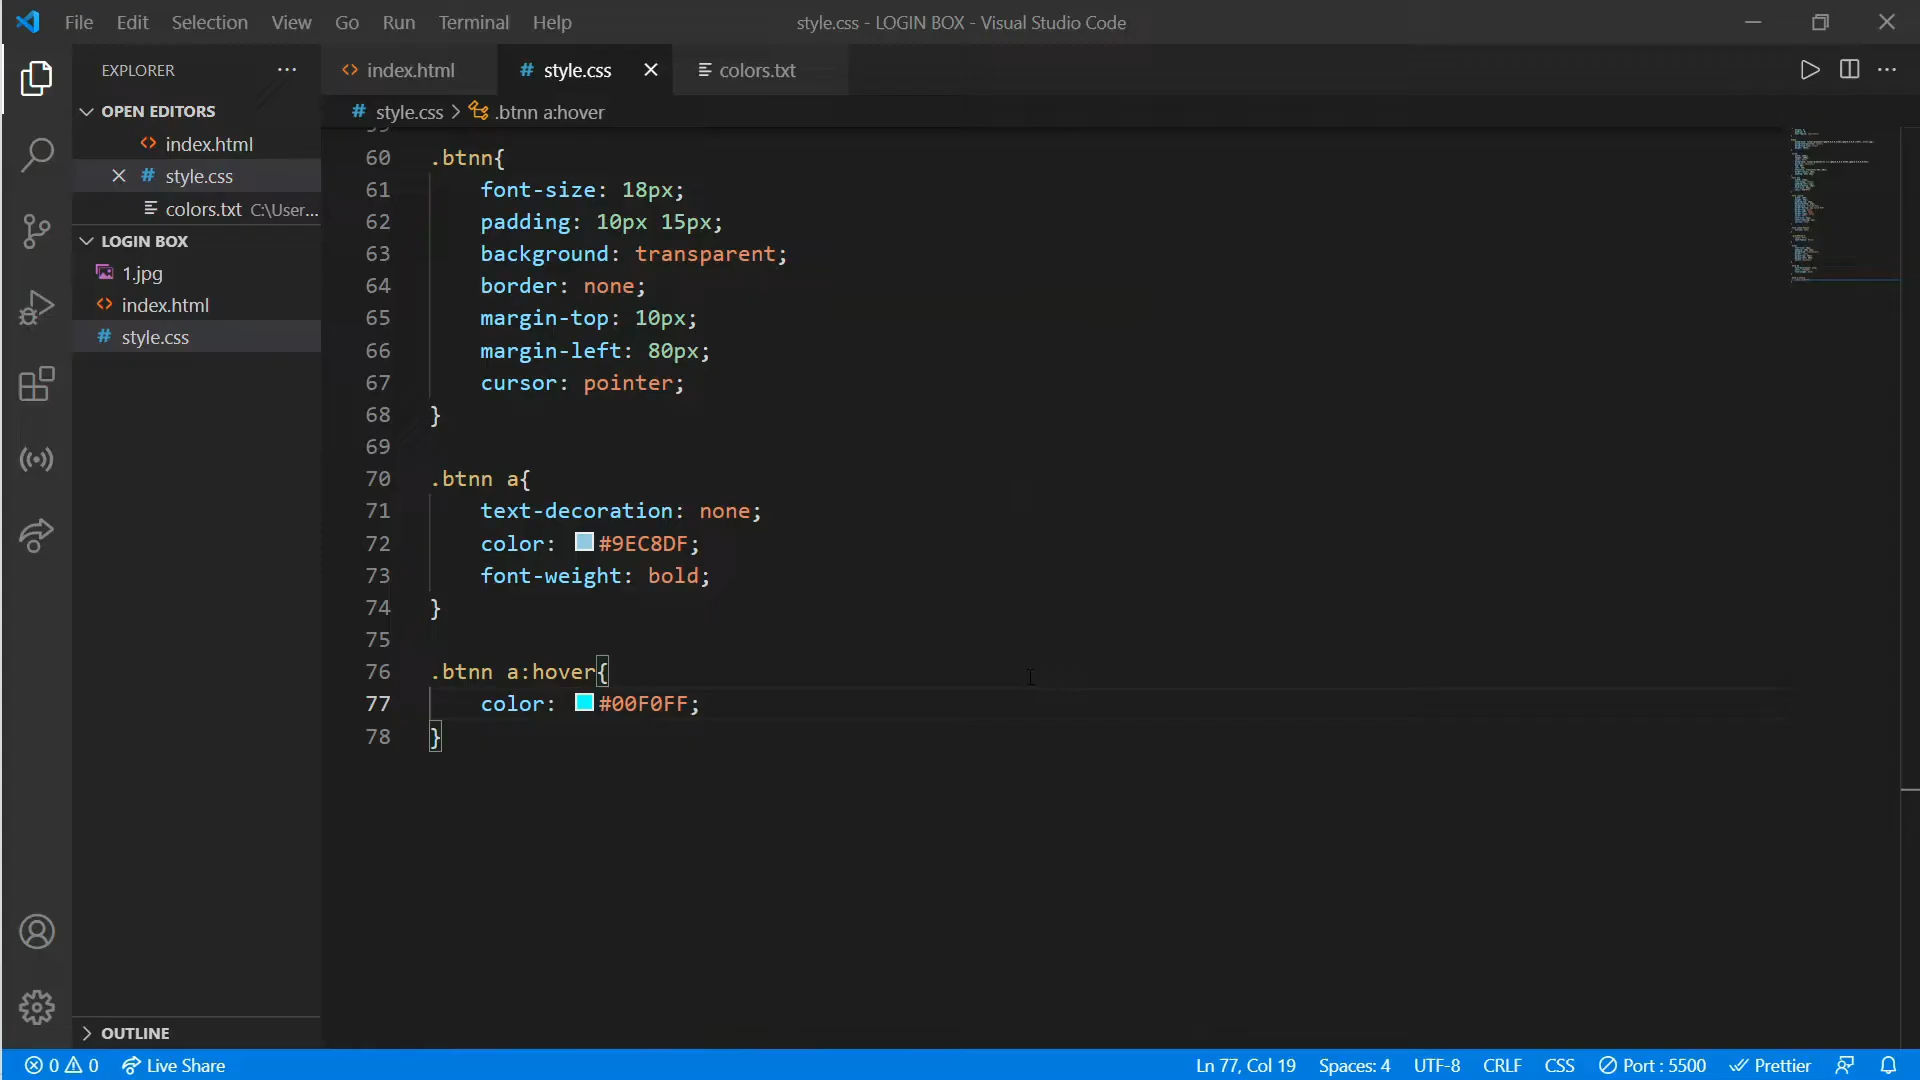 File Edit Selection View Go Run Terminal Help
style.css - LOGIN BOX - Visual Studio Code
EXPLORER
OPEN EDITORS
index.html
style.css
colors.txt C:\User...
LOGIN BOX
1.jpg
index.html
style.css
OUTLINE
index.html style.css colors.txt
style.css > .btnn a:hover
60 .btnn{
61 font-size: 18px;
62 padding: 10px 15px;
63 background: transparent;
64 border: none;
65 margin-top: 10px;
66 margin-left: 80px;
67 cursor: pointer;
68 }
69
70 .btnn a{
71 text-decoration: none;
72 color: #9EC8DF;
73 font-weight: bold;
74 }
75
76 .btnn a:hover{
77 color: #00F0FF;
78 }
0 0 Live Share
Ln 77, Col 19 Spaces: 4 UTF-8 CRLF CSS Port : 5500 Prettier